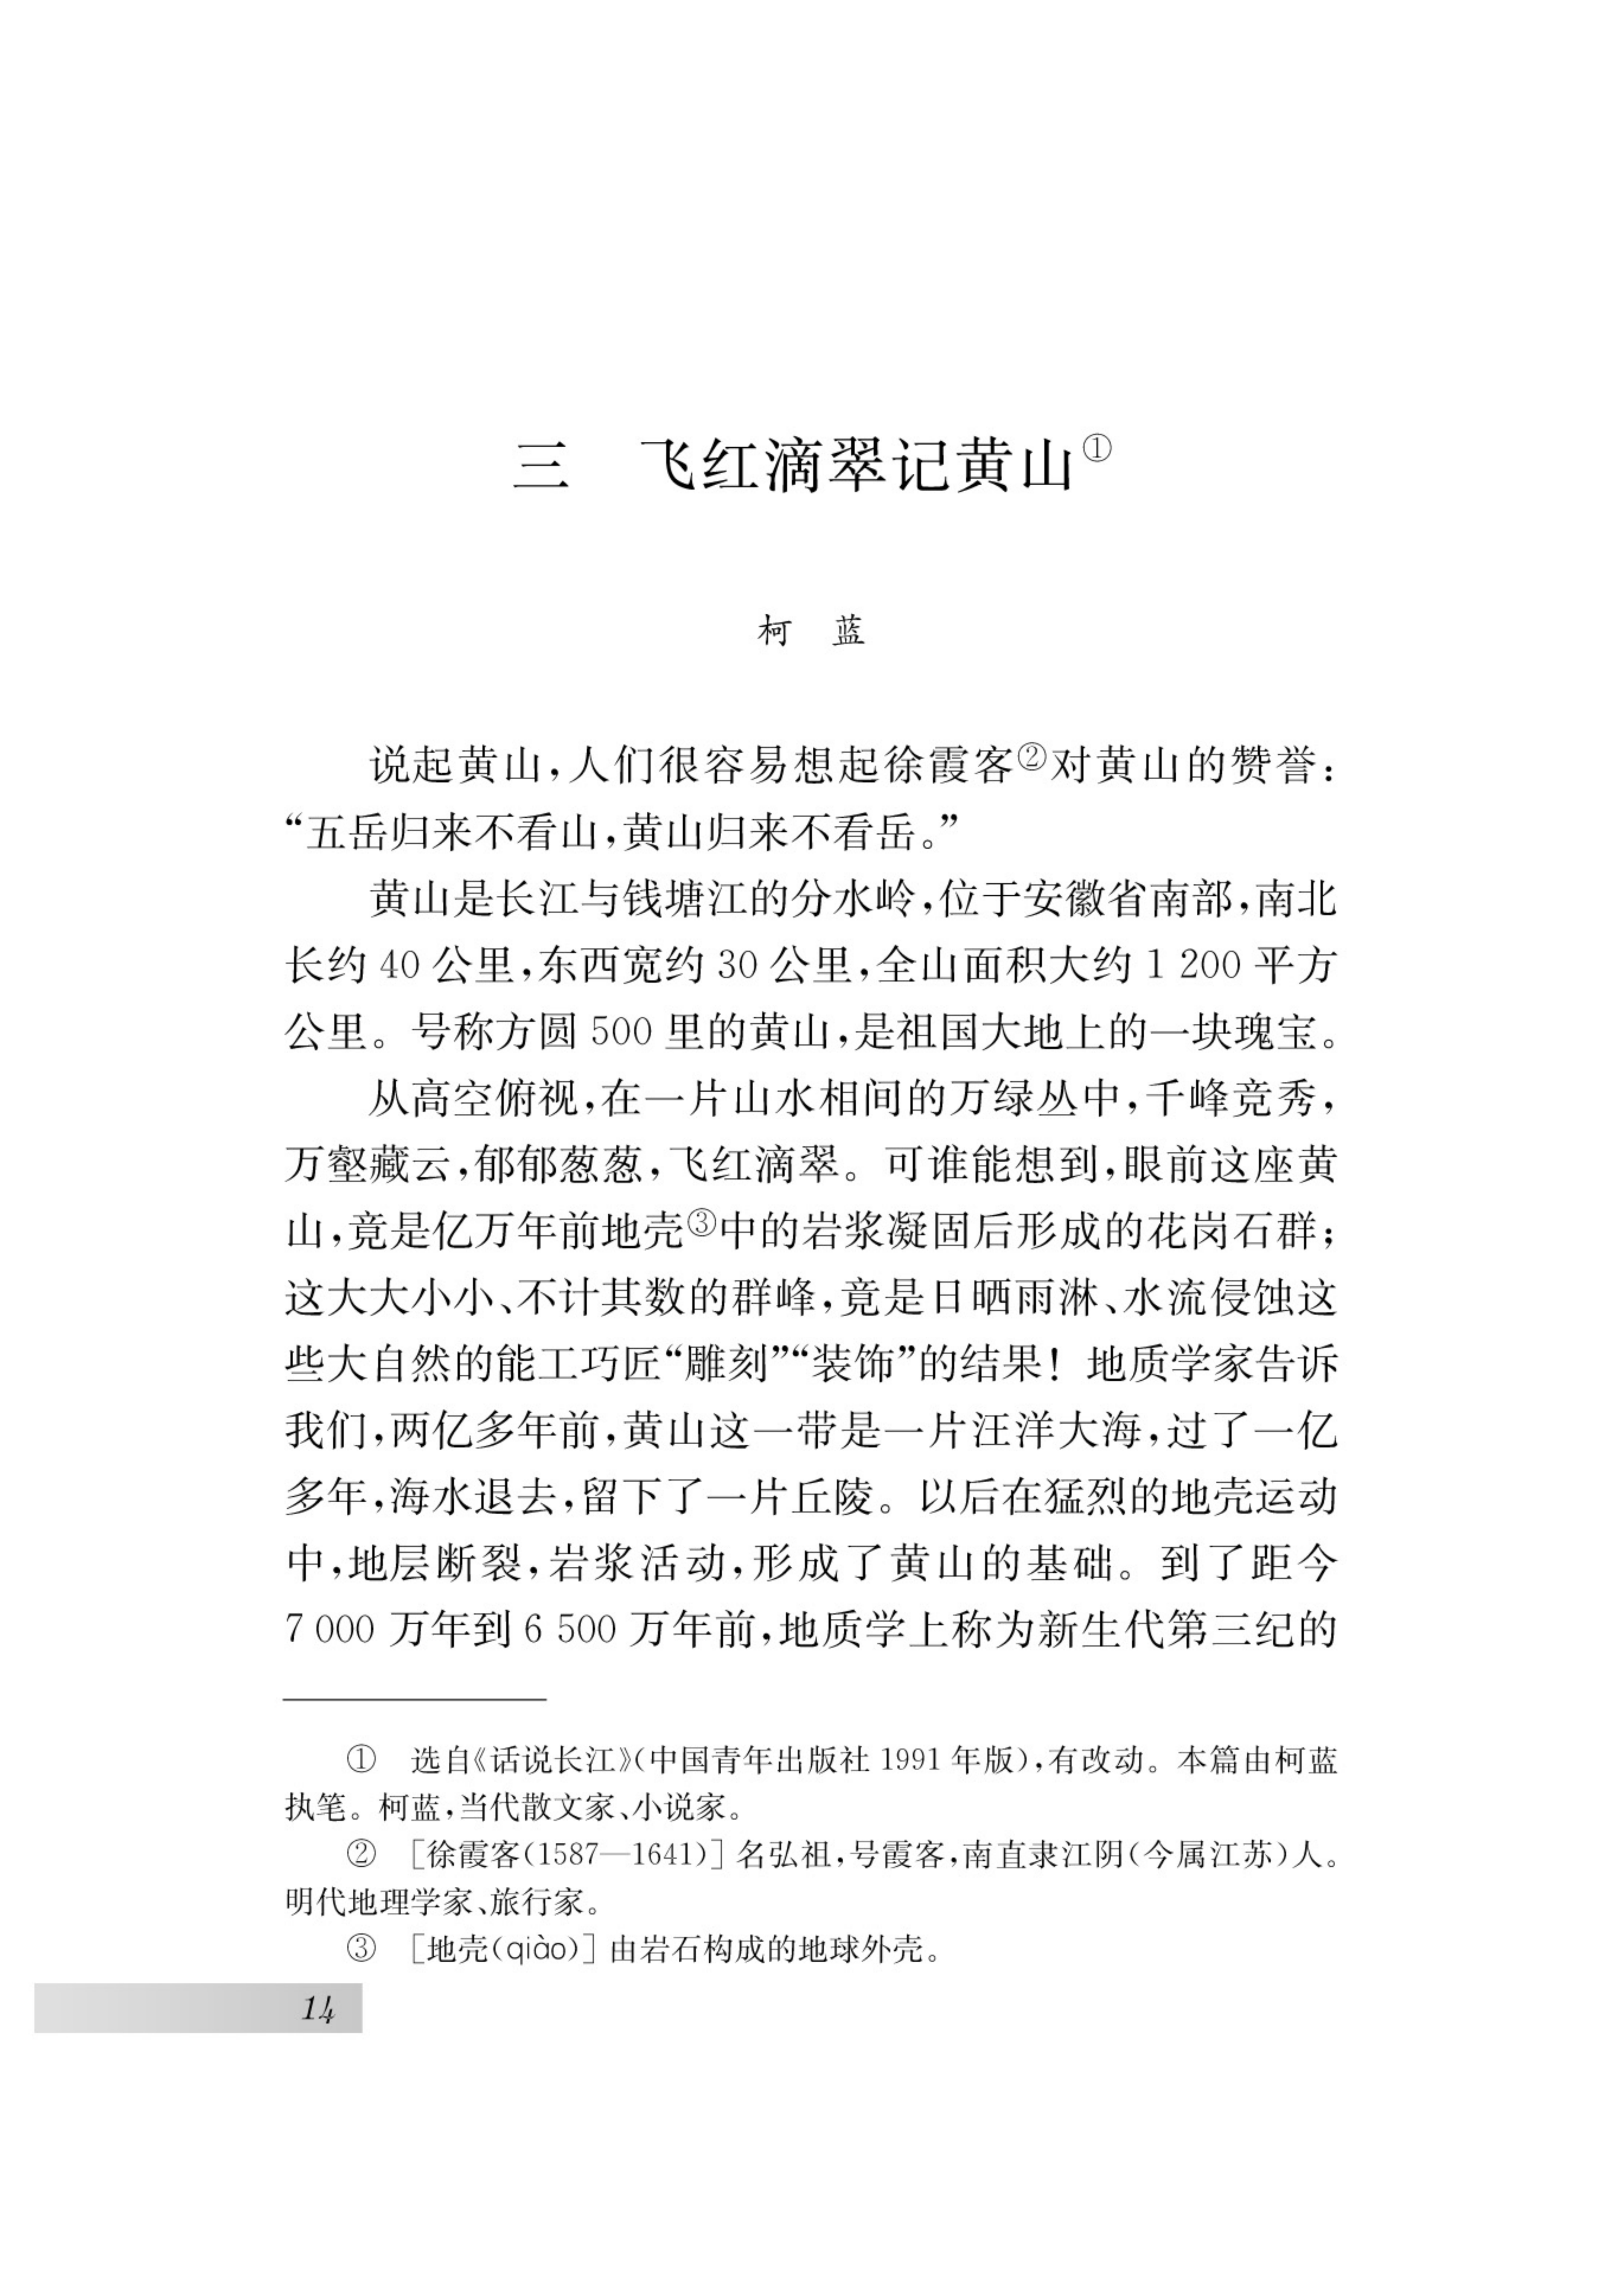 三　飞红滴翠记黄山①
柯　蓝
说起黄山，人们很容易想起徐霞客②对黄山的赞誉：
“五岳归来不看山，黄山归来不看岳。”
黄山是长江与钱塘江的分水岭，位于安徽省南部，南北
长约 40 公里，东西宽约 30 公里，全山面积大约 1 200 平方
公里。号称方圆 500 里的黄山，是祖国大地上的一块瑰宝。
从高空俯视，在一片山水相间的万绿丛中，千峰竞秀，
万壑藏云，郁郁葱葱，飞红滴翠。可谁能想到，眼前这座黄
山，竟是亿万年前地壳③中的岩浆凝固后形成的花岗石群；
这大大小小、不计其数的群峰，竟是日晒雨淋、水流侵蚀这
些大自然的能工巧匠“雕刻”“装饰”的结果！地质学家告诉
我们，两亿多年前，黄山这一带是一片汪洋大海，过了一亿
多年，海水退去，留下了一片丘陵。以后在猛烈的地壳运动
中，地层断裂，岩浆活动，形成了黄山的基础。到了距今
7 000 万年到 6 500 万年前，地质学上称为新生代第三纪的
①　选自《话说长江》（中国青年出版社 1991 年版），有改动。本篇由柯蓝
执笔。柯蓝，当代散文家、小说家。
②　［徐霞客（1587—1641）］名弘祖，号霞客，南直隶江阴（今属江苏）人。
明代地理学家、旅行家。
③　［地壳（qiào）］由岩石构成的地球外壳。
14